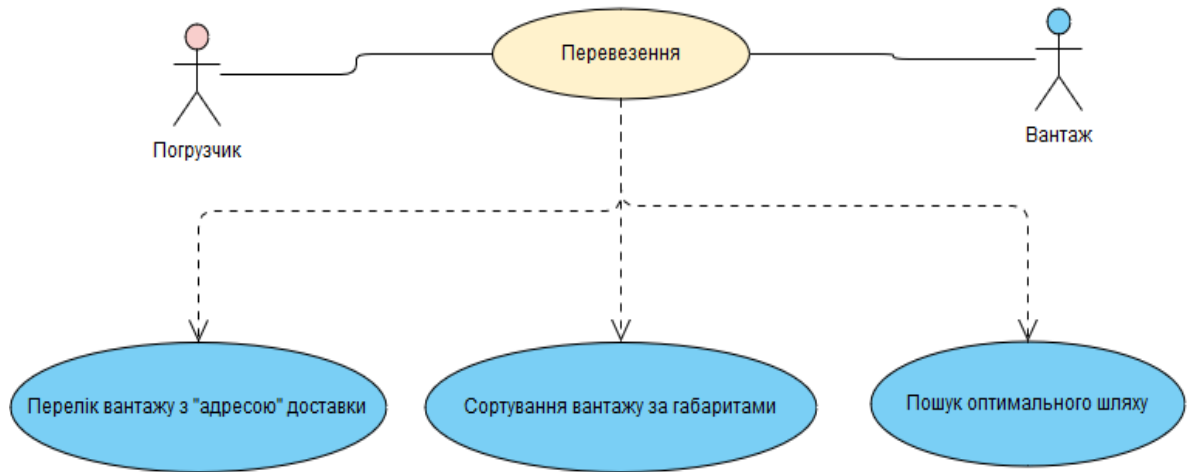 Перевезення
Погрузчик
Вантаж
Перелік вантажу з "адресою" доставки
Сортування вантажу за габаритами
Пошук оптимального шляху